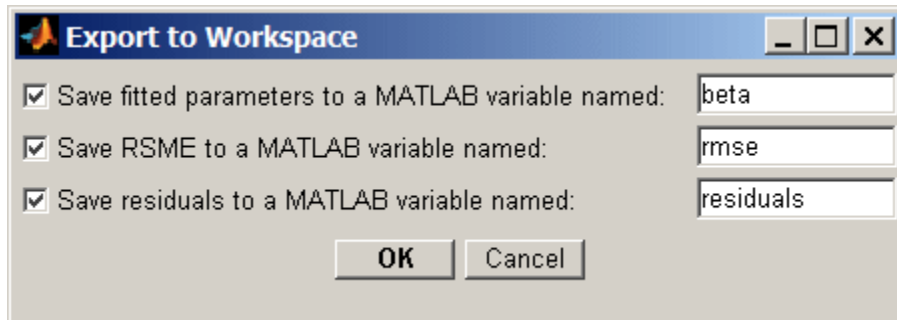 Export to Workspace
Save fitted parameters to a MATLAB variable named: beta
Save RSME to a MATLAB variable named: rmse
Save residuals to a MATLAB variable named: residuals
OK Cancel